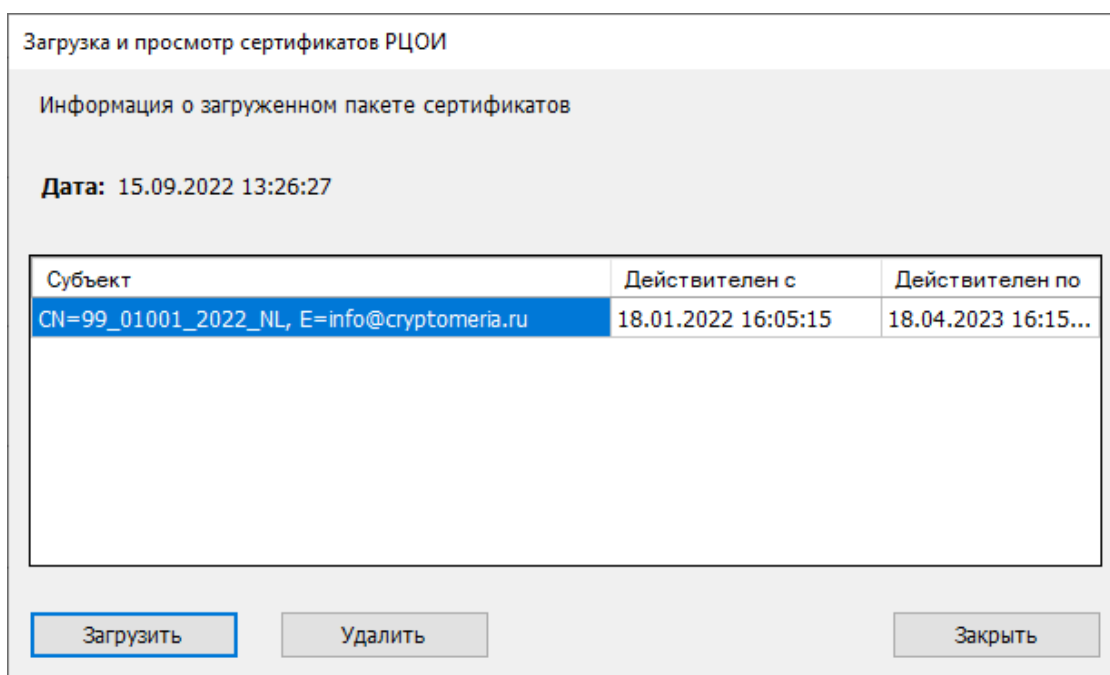 Загрузка и просмотр сертификатов РЦОИ
Информация о загруженном пакете сертификатов
Дата: 15.09.2022 13:26:27
Субъект Действителен с Действителен по
CN=99_01001_2022_NL, E=info@cryptomeria.ru 18.01.2022 16:05:15 18.04.2023 16:15...
Загрузить Удалить Закрыть